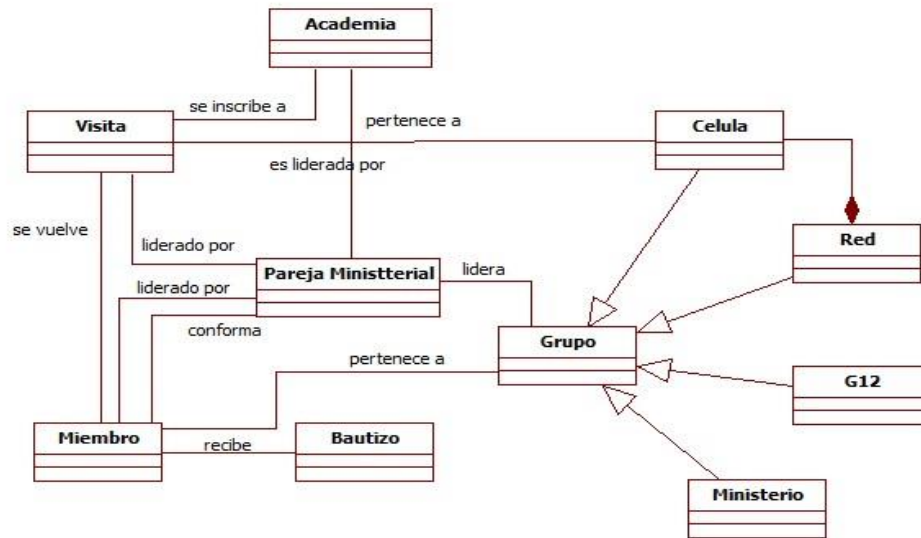 Academia
se inscribe a
Visita
pertenece a
Celula
es liderada por
se vuelve
Red
liderado por
Pareja Ministterial
lidera
liderado por
conforma
Grupo
pertenece a
G12
Miembro
recibe
Bautizo
Ministerio